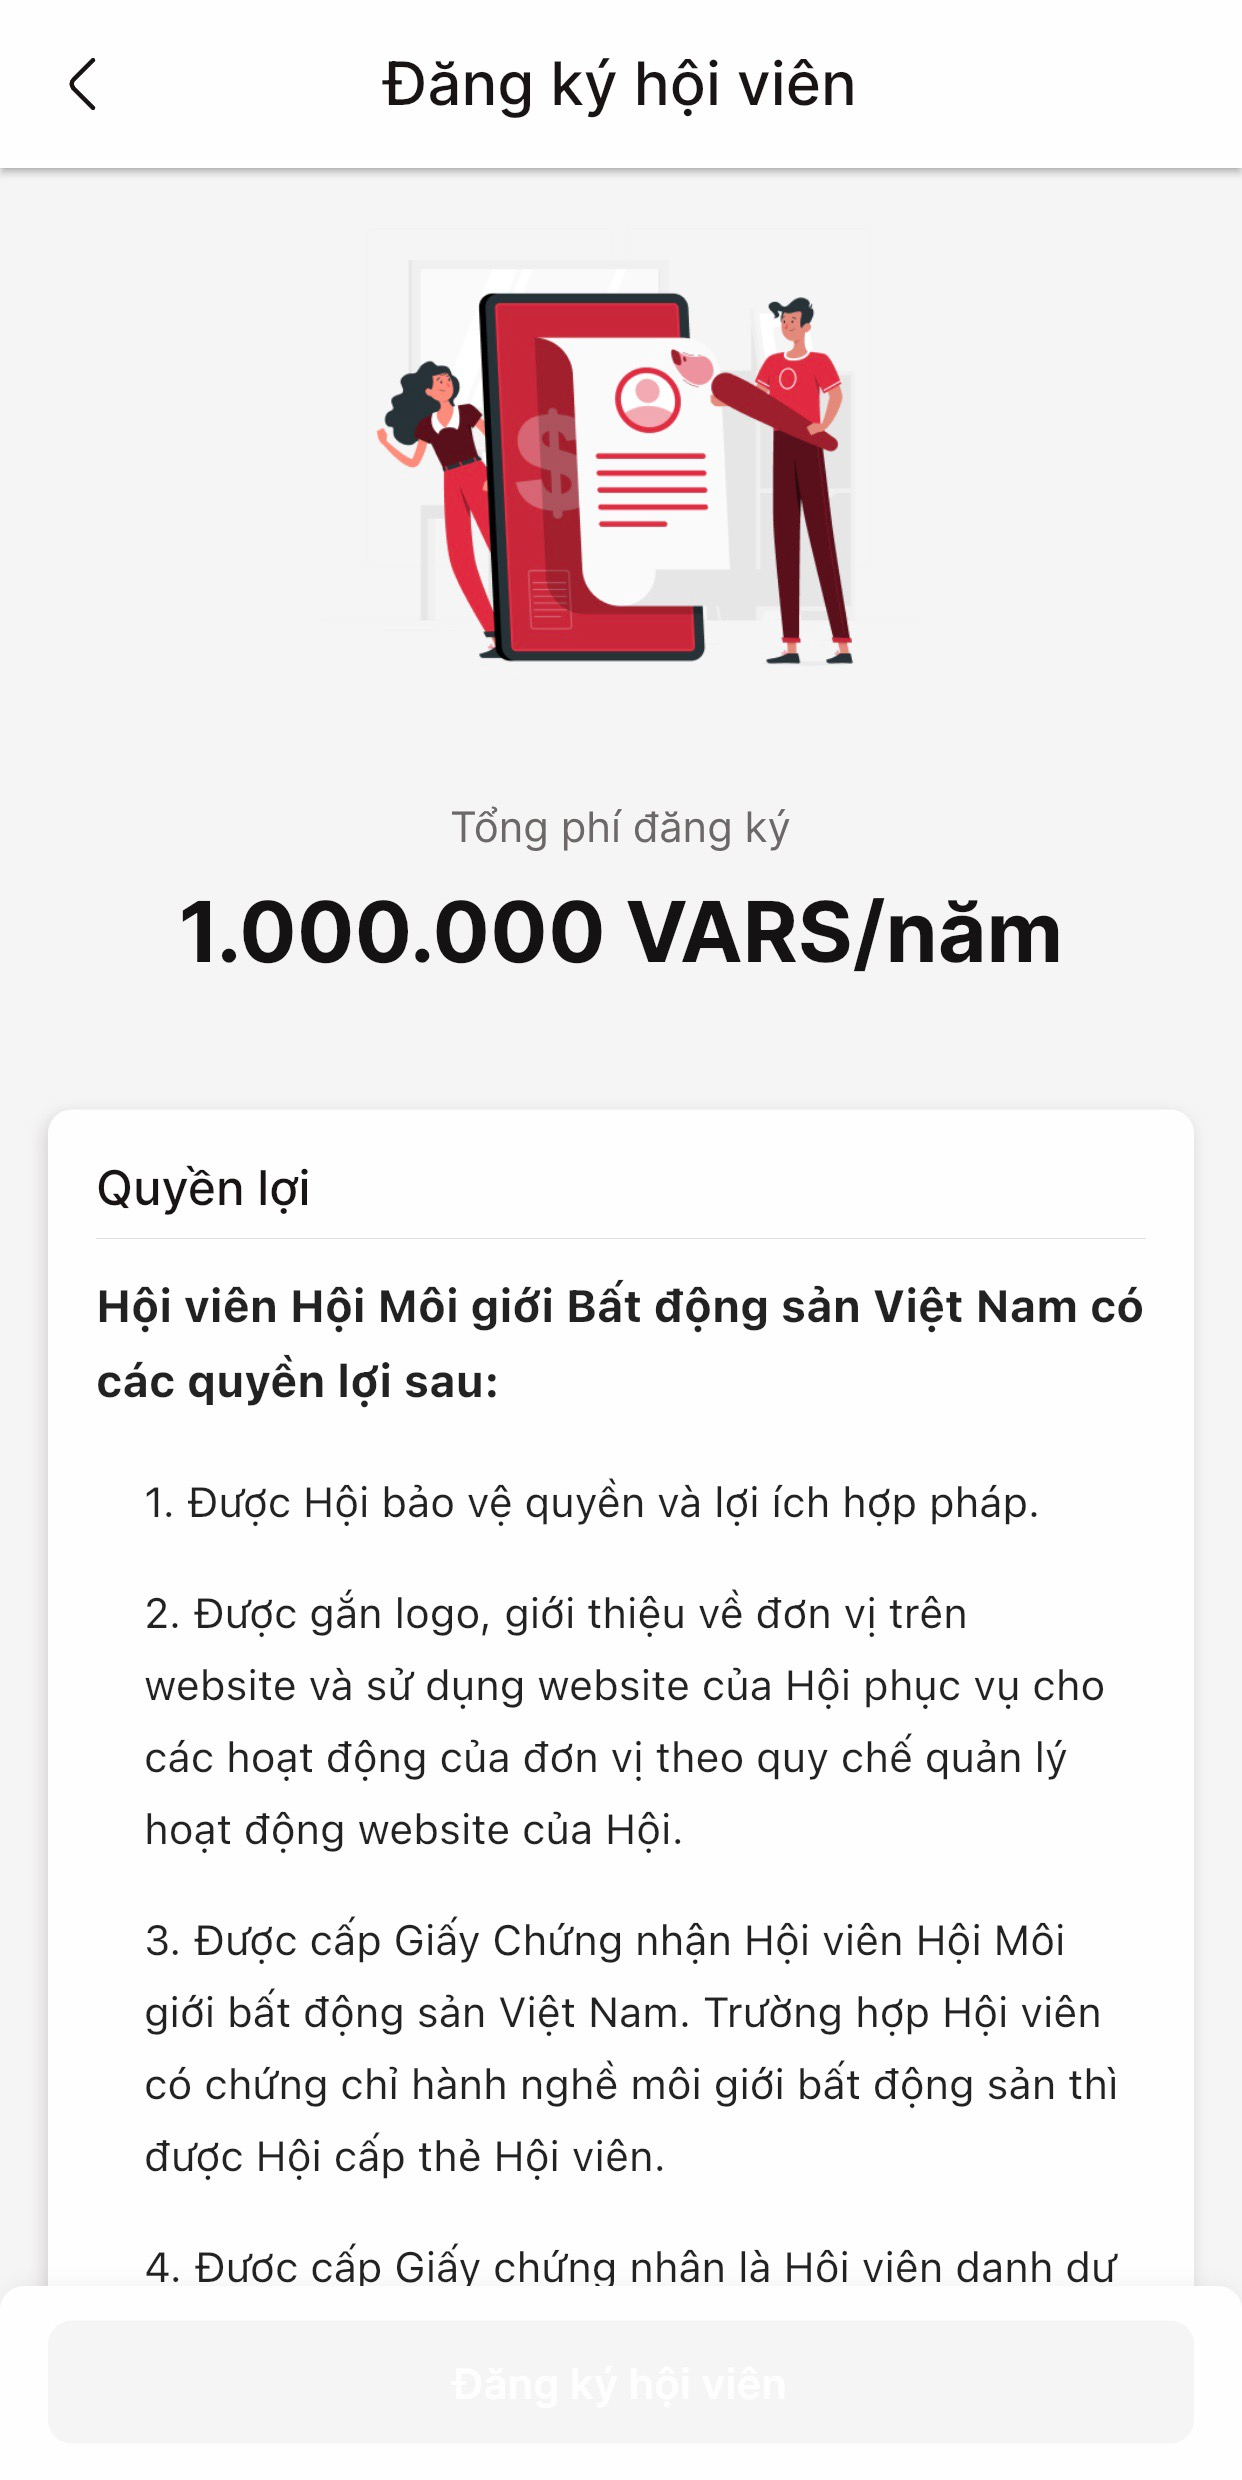 Đăng ký hội viên
Tổng phí đăng ký
1.000.000 VARS/năm
Quyền lợi
Hội viên Hội Môi giới Bất động sản Việt Nam có
các quyền lợi sau:
1. Được Hội bảo vệ quyền và lợi ích hợp pháp.
2. Được gắn logo, giới thiệu về đơn vị trên
website và sử dụng website của Hội phục vụ cho
các hoạt động của đơn vị theo quy chế quản lý
hoạt động website của Hội.
3. Được cấp Giấy Chứng nhận Hội viên Hội Môi
giới bất động sản Việt Nam. Trường hợp Hội viên
có chứng chỉ hành nghề môi giới bất động sản thì
được Hội cấp thẻ Hội viên.
4. Được cấp Giấy chứng nhận là Hội viên danh dự
Đăng ký hội viên